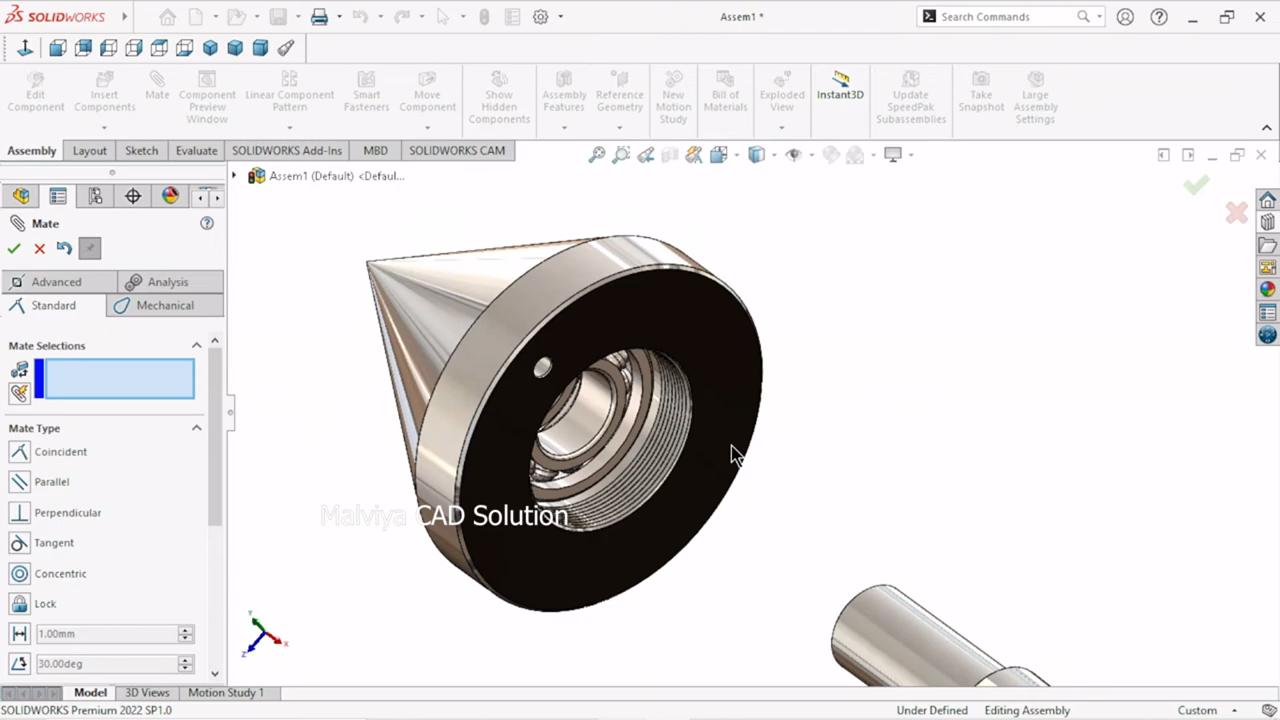 SOLIDWORKS
Assem1 *
Search Commands
Edit Component
Insert Components
Mate
Component Preview Window
Linear Component Pattern
Smart Fasteners
Move Component
Show Hidden Components
Assembly Features
Reference Geometry
New Motion Study
Bill of Materials
Exploded View
Instant3D
Update SpeedPak Subassemblies
Take Snapshot
Large Assembly Settings
Assembly
Layout
Sketch
Evaluate
SOLIDWORKS Add-Ins
MBD
SOLIDWORKS CAM
Assem1 (Default) <Defaul...
Mate
Advanced
Analysis
Standard
Mechanical
Mate Selections
Mate Type
Coincident
Parallel
Perpendicular
Tangent
Concentric
Lock
1.00mm
30.00deg
Malviya CAD Solution
Y
X
Z
Model
3D Views
Motion Study 1
SOLIDWORKS Premium 2022 SP1.0
Under Defined
Editing Assembly
Custom